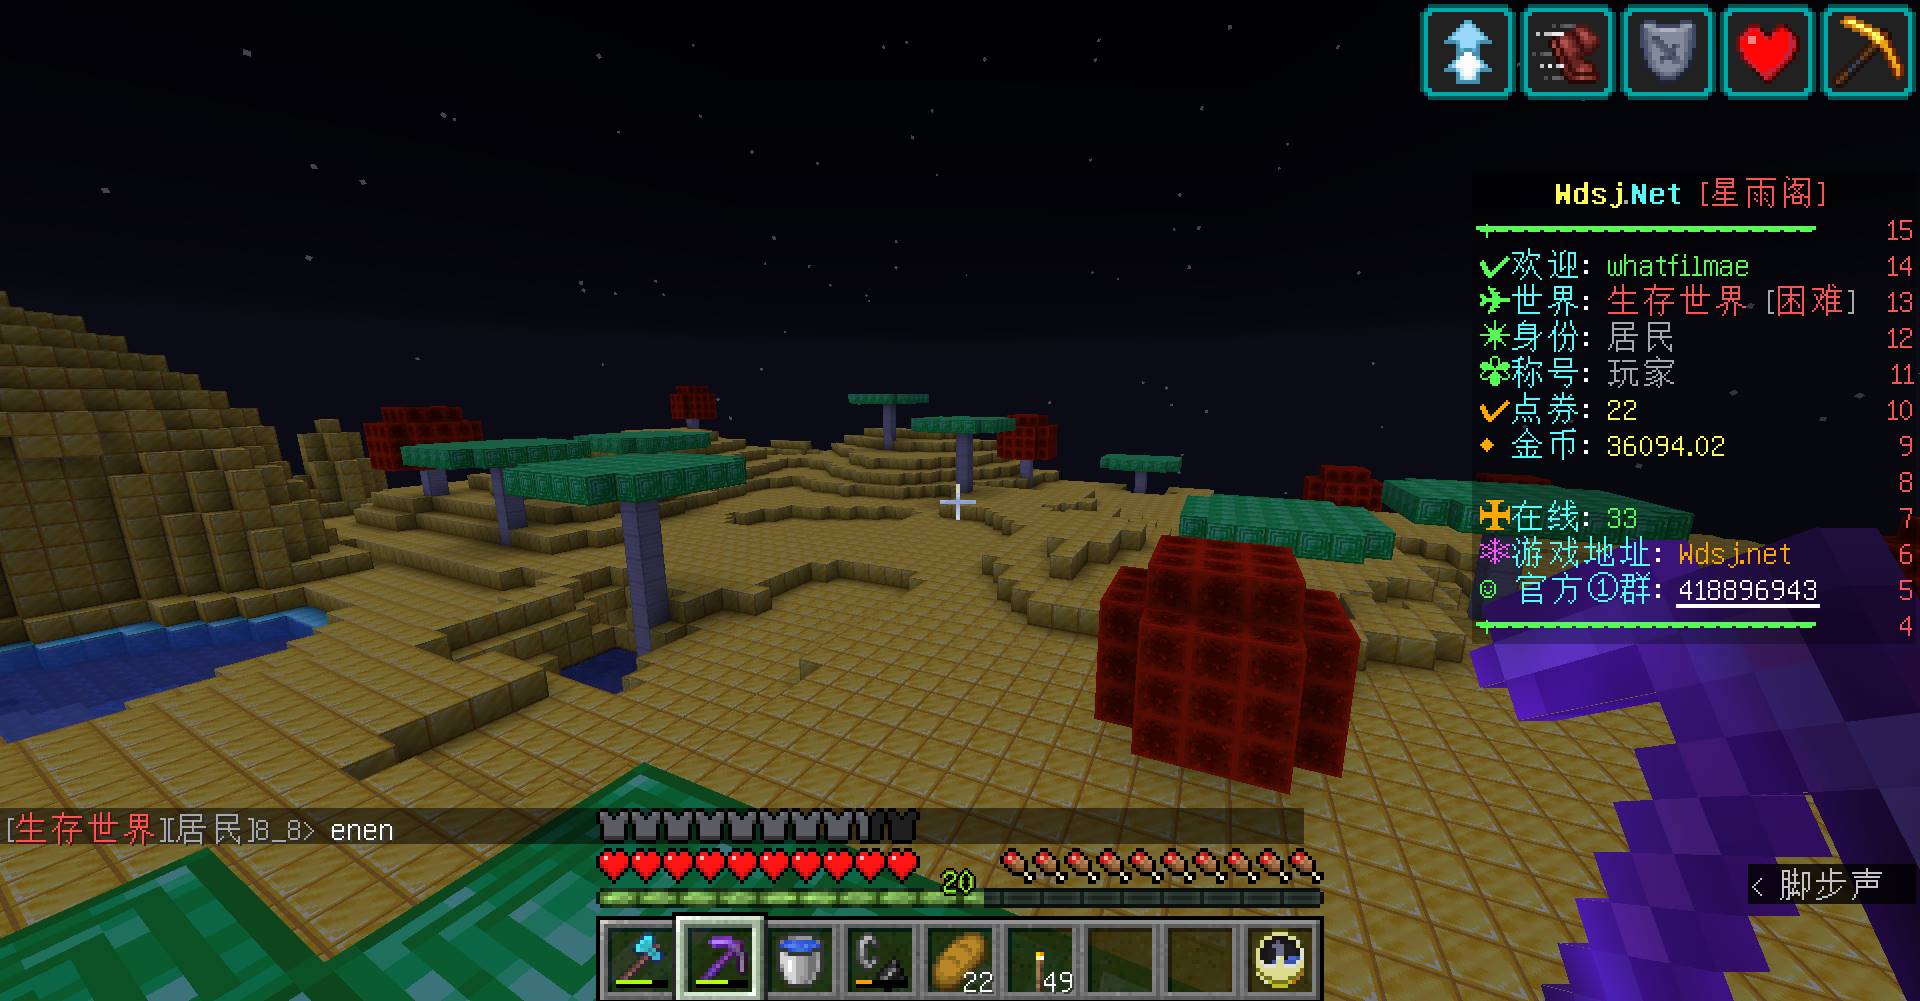 Wdsj.Net [星雨阁]
15
欢迎: whatfilmae 14
世界: 生存世界 [困难] 13
身份: 居民 12
称号: 玩家 11
点券: 22 10
金币: 36094.02 9
8
在线: 33 7
游戏地址: Wdsj.net 6
官方①群: 418896943 5
4
[生存世界][居民]8_8> enen
< 脚步声
20
22 49